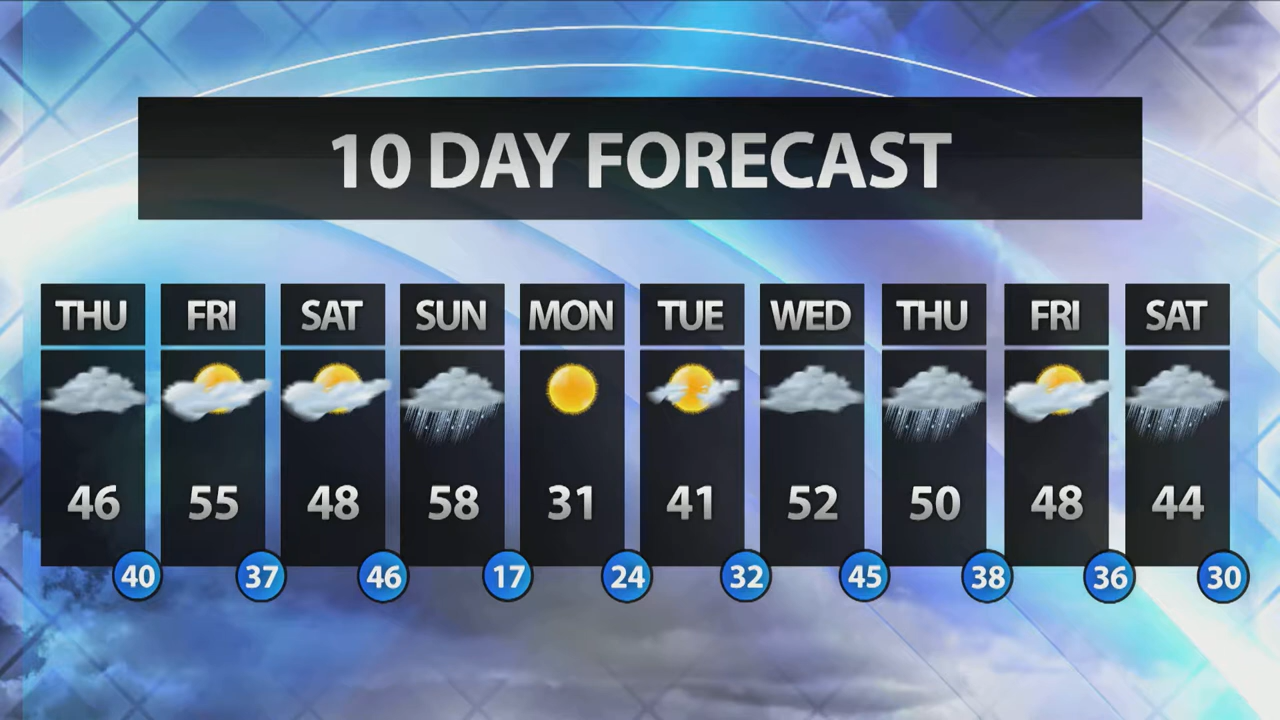 10 DAY FORECAST
THU FRI SAT SUN MON TUE WED THU FRI SAT
46 55 48 58 31 41 52 50 48 44
40 37 46 17 24 32 45 38 36 30